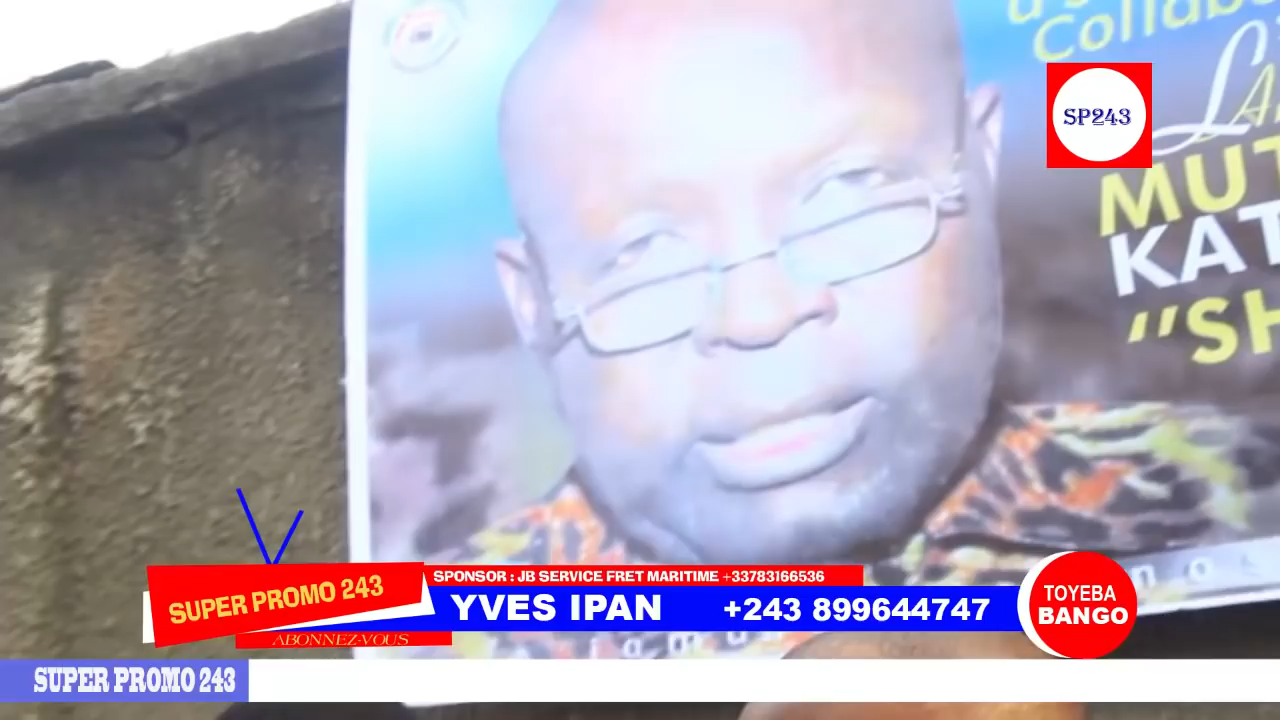 SP243
MUT
KAT
"SH
SPONSOR : JB SERVICE FRET MARITIME +33783166536
SUPER PROMO 243
YVES IPAN +243 899644747
TOYEBA
BANGO
ABONNEZ-VOUS
SUPER PROMO 243